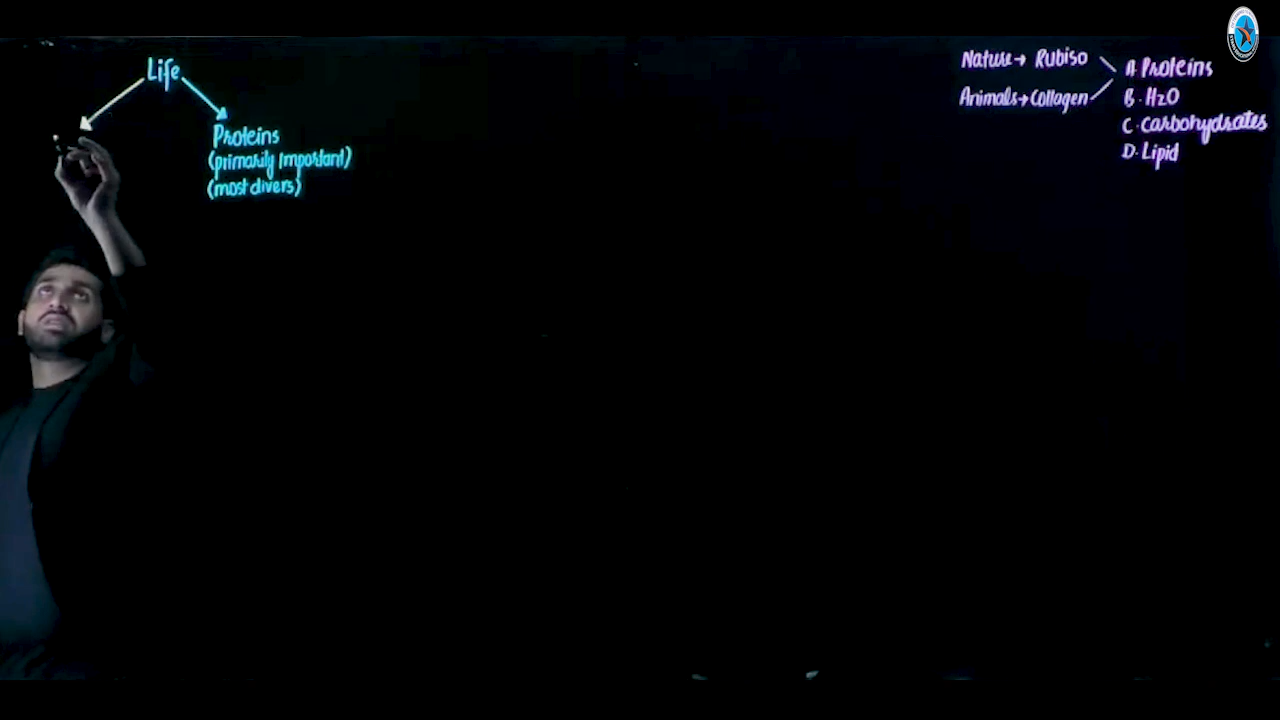 Life
Proteins
(primarily important)
(most divers)
Nature → Rubiso
Animals → Collagen
A. Proteins
B. H2O
C. Carbohydrates
D. Lipid